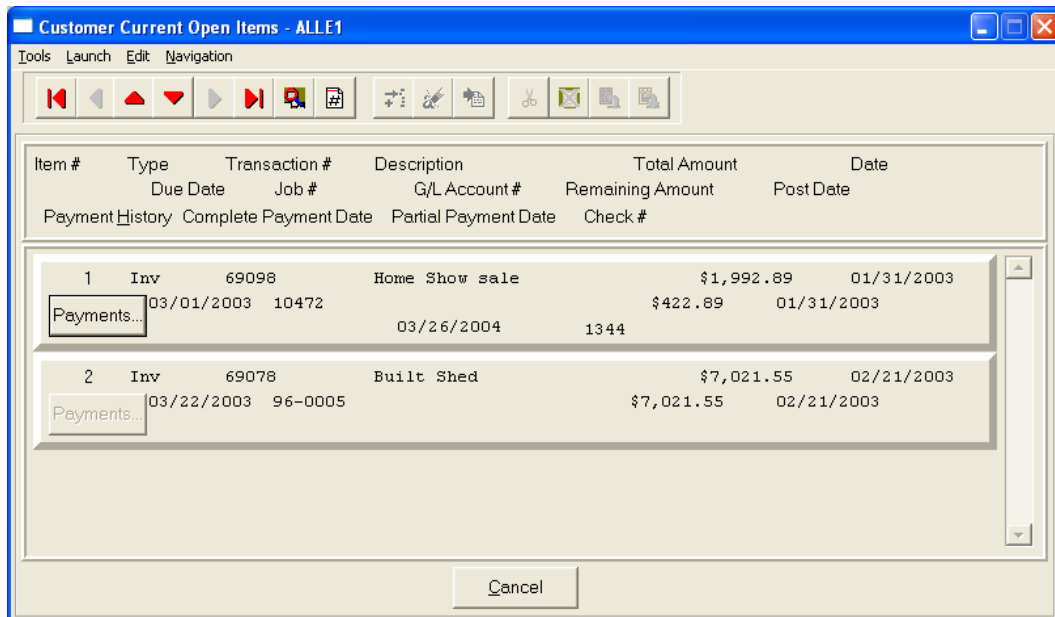 Customer Current Open Items - ALLE1
Tools Launch Edit Navigation
#
Item # Type Transaction # Description Total Amount Date
Due Date Job # G/L Account # Remaining Amount Post Date
Payment History Complete Payment Date Partial Payment Date Check #
1 Inv 69098 Home Show sale $1,992.89 01/31/2003
Payments... 03/01/2003 10472 $422.89 01/31/2003
03/26/2004 1344
2 Inv 69078 Built Shed $7,021.55 02/21/2003
Payments... 03/22/2003 96-0005 $7,021.55 02/21/2003
Cancel